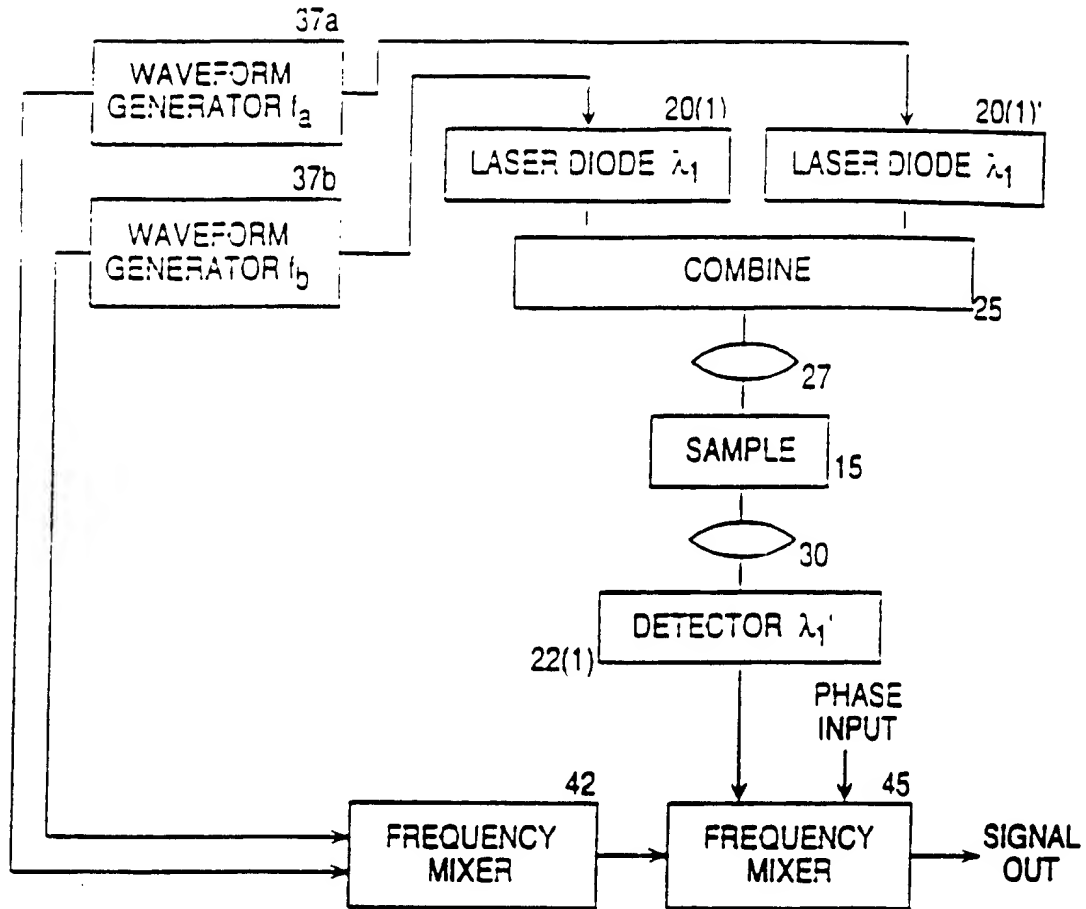 37a
WAVEFORM
GENERATOR fa
37b
WAVEFORM
GENERATOR fb
20(1)
LASER DIODE λ1
20(1)'
LASER DIODE λ1
COMBINE
25
27
SAMPLE
15
30
DETECTOR λ1'
22(1)
PHASE
INPUT
42
FREQUENCY
MIXER
45
FREQUENCY
MIXER
SIGNAL
OUT